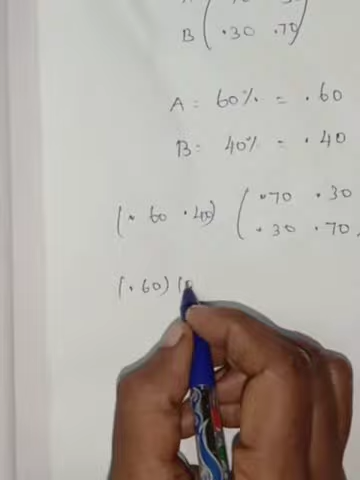 B ( .30 .70 )
A = 60% = .60
B = 40% = .40
( .60 .40 ) ( .70 .30
.30 .70 )
( .60 ) (